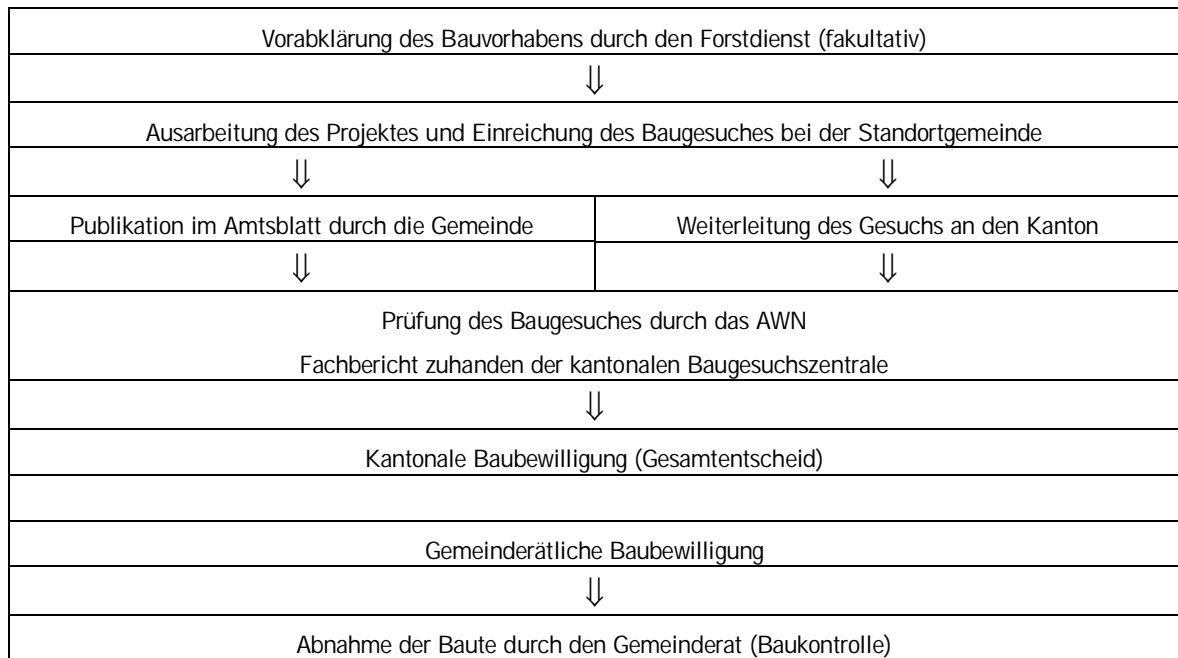 Vorabklärung des Bauvorhabens durch den Forstdienst (fakultativ)
⇓
Ausarbeitung des Projektes und Einreichung des Baugesuches bei der Standortgemeinde
⇓ ⇓
Publikation im Amtsblatt durch die Gemeinde
Weiterleitung des Gesuchs an den Kanton
⇓ ⇓
Prüfung des Baugesuches durch das AWN
Fachbericht zuhanden der kantonalen Baugesuchszentrale
⇓
Kantonale Baubewilligung (Gesamtentscheid)
Gemeinderätliche Baubewilligung
⇓
Abnahme der Baute durch den Gemeinderat (Baukontrolle)